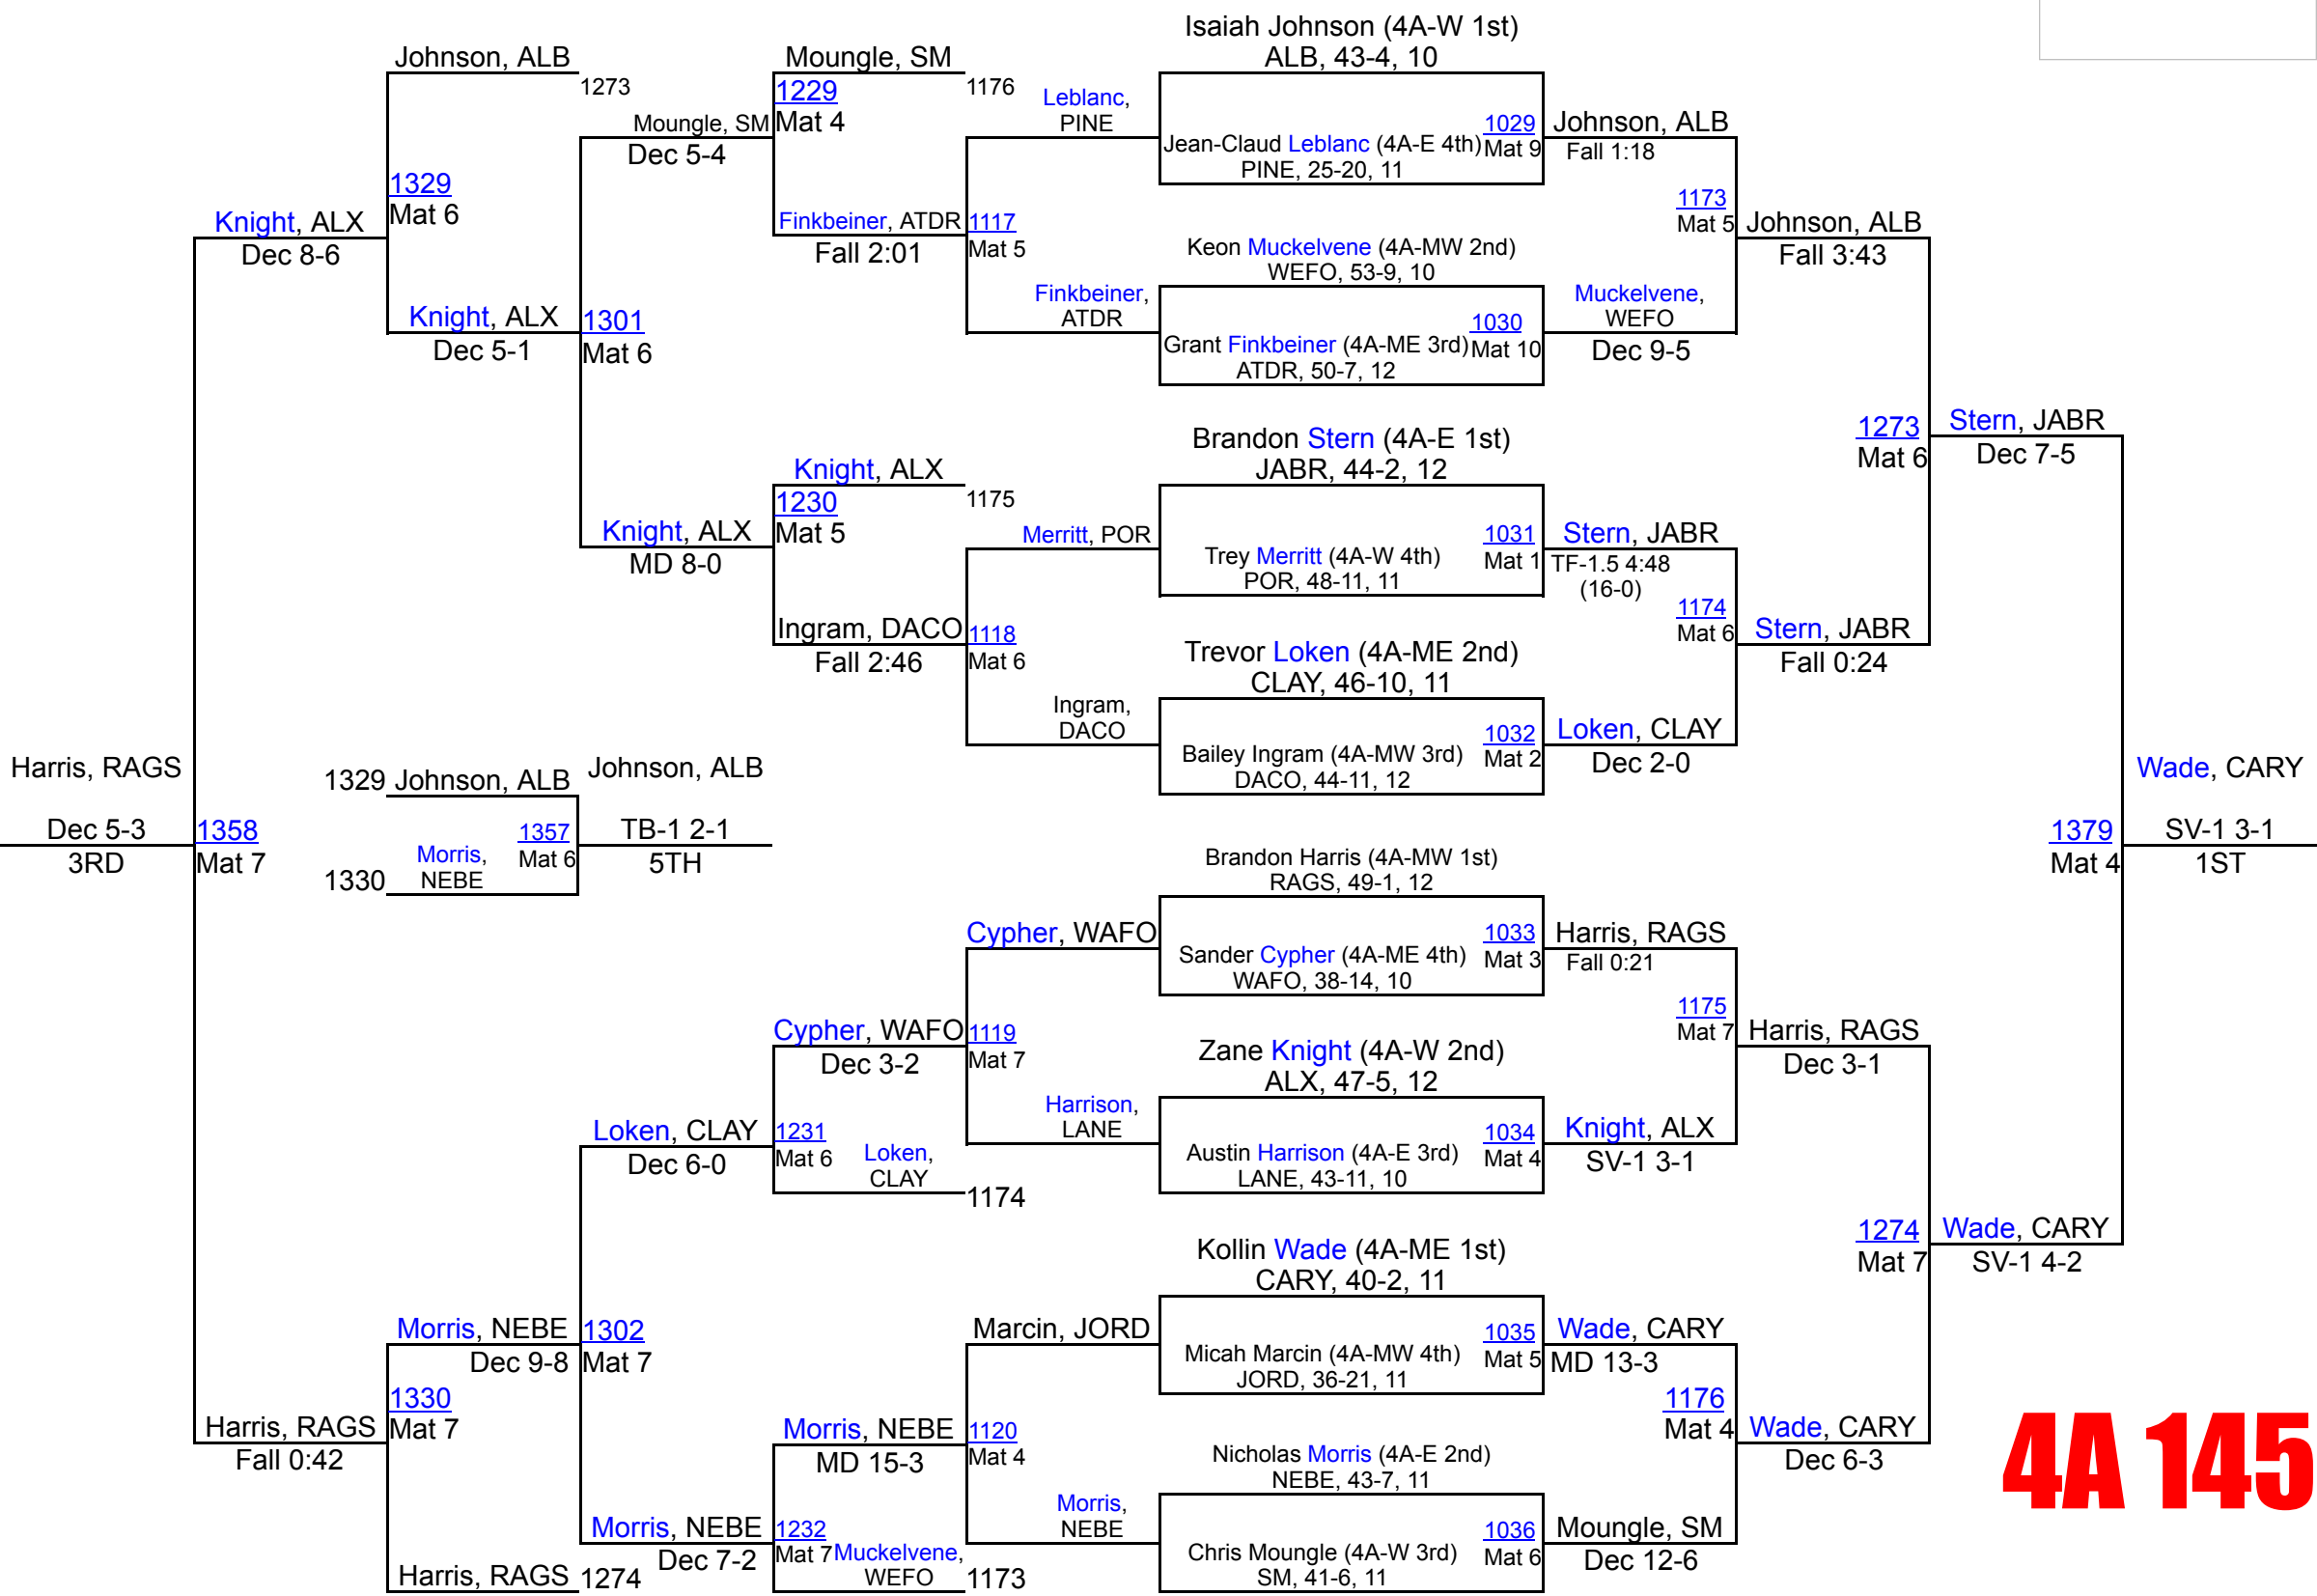 Isaiah Johnson (4A-W 1st)
ALB, 43-4, 10
Johnson, ALB
1273
Moungle, SM
1176
1229
Mat 4
Moungle, SM
Dec 5-4
Leblanc,
PINE
Jean-Claud Leblanc (4A-E 4th)
PINE, 25-20, 11
1029
Mat 9
Johnson, ALB
Fall 1:18
1329
Mat 6
Knight, ALX
Dec 8-6
Finkbeiner, ATDR
Fall 2:01
1117
Mat 5
Keon Muckelvene (4A-MW 2nd)
WEFO, 53-9, 10
1173
Mat 5
Johnson, ALB
Fall 3:43
Knight, ALX
Dec 5-1
1301
Mat 6
Finkbeiner,
ATDR
Grant Finkbeiner (4A-ME 3rd)
ATDR, 50-7, 12
1030
Mat 10
Muckelvene,
WEFO
Dec 9-5
Brandon Stern (4A-E 1st)
JABR, 44-2, 12
1273
Mat 6
Stern, JABR
Dec 7-5
Knight, ALX
1175
1230
Mat 5
Knight, ALX
MD 8-0
Merritt, POR
Trey Merritt (4A-W 4th)
POR, 48-11, 11
1031
Mat 1
Stern, JABR
TF-1.5 4:48
(16-0)
Ingram, DACO
Fall 2:46
1118
Mat 6
Trevor Loken (4A-ME 2nd)
CLAY, 46-10, 11
1174
Mat 6
Stern, JABR
Fall 0:24
Ingram,
DACO
Bailey Ingram (4A-MW 3rd)
DACO, 44-11, 12
1032
Mat 2
Loken, CLAY
Dec 2-0
Harris, RAGS
Dec 5-3
3RD
1358
Mat 7
1329 Johnson, ALB
1330
Morris,
NEBE
1357
Mat 6
Johnson, ALB
TB-1 2-1
5TH
1379
Mat 4
Wade, CARY
SV-1 3-1
1ST
Brandon Harris (4A-MW 1st)
RAGS, 49-1, 12
Cypher, WAFO
Sander Cypher (4A-ME 4th)
WAFO, 38-14, 10
1033
Mat 3
Harris, RAGS
Fall 0:21
Cypher, WAFO
Dec 3-2
1119
Mat 7
Zane Knight (4A-W 2nd)
ALX, 47-5, 12
1175
Mat 7
Harris, RAGS
Dec 3-1
Loken, CLAY
Dec 6-0
1231
Mat 6
Loken,
CLAY
1174
Harrison,
LANE
Austin Harrison (4A-E 3rd)
LANE, 43-11, 10
1034
Mat 4
Knight, ALX
SV-1 3-1
Kollin Wade (4A-ME 1st)
CARY, 40-2, 11
1274
Mat 7
Wade, CARY
SV-1 4-2
Morris, NEBE
Dec 9-8
1302
Mat 7
Marcin, JORD
Micah Marcin (4A-MW 4th)
JORD, 36-21, 11
1035
Mat 5
Wade, CARY
MD 13-3
1330
Mat 7
Harris, RAGS
Fall 0:42
Morris, NEBE
MD 15-3
1120
Mat 4
Nicholas Morris (4A-E 2nd)
NEBE, 43-7, 11
1176
Mat 4
Wade, CARY
Dec 6-3
4A 145
Morris, NEBE
Dec 7-2
1232
Mat 7
Muckelvene,
WEFO
1173
Morris,
NEBE
Chris Moungle (4A-W 3rd)
SM, 41-6, 11
1036
Mat 6
Moungle, SM
Dec 12-6
Harris, RAGS 1274